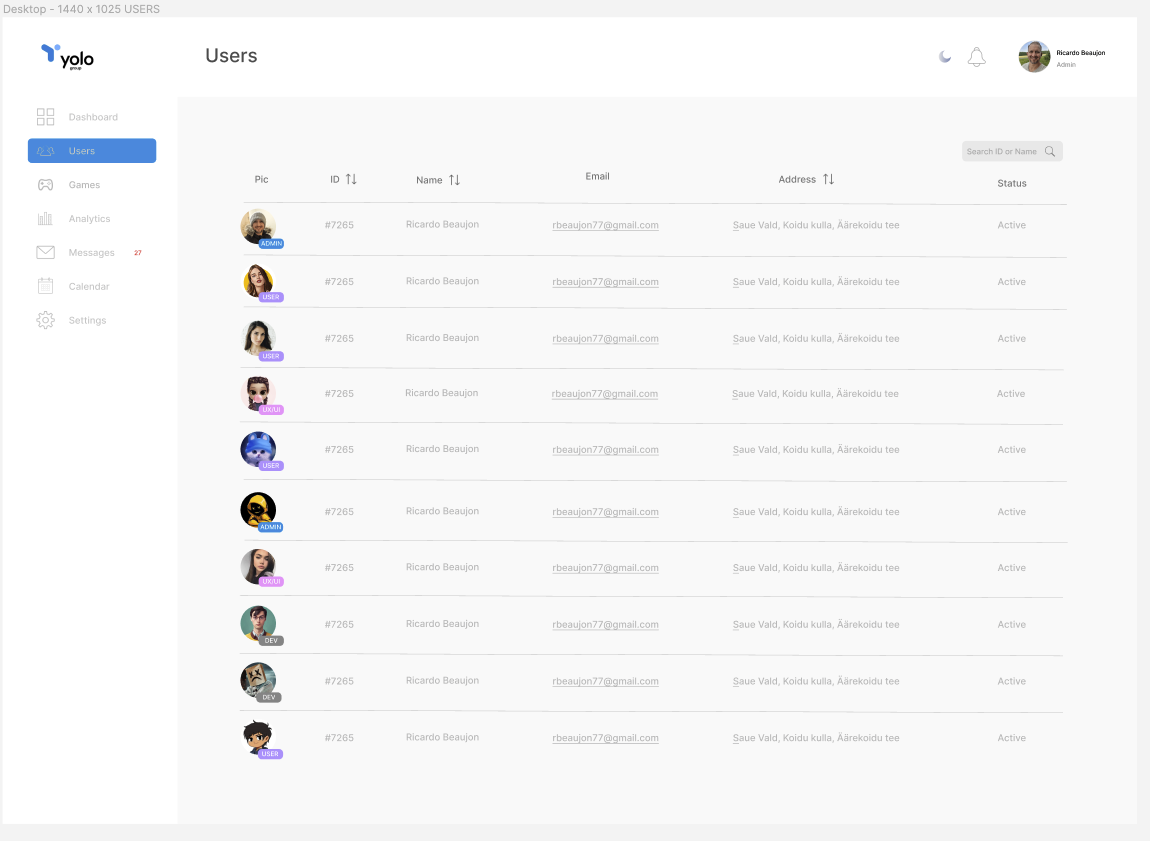 Desktop - 1440 x 1025 USERS
yolo
group
Users
Ricardo Beaujon
Admin
Dashboard
Users
Games
Analytics
Messages 27
Calendar
Settings
Search ID or Name
Pic ID Name Email Address Status
#7265 Ricardo Beaujon rbeaujon77@gmail.com Saue Vald, Koidu kulla, Äärekoidu tee Active
ADMIN
#7265 Ricardo Beaujon rbeaujon77@gmail.com Saue Vald, Koidu kulla, Äärekoidu tee Active
USER
#7265 Ricardo Beaujon rbeaujon77@gmail.com Saue Vald, Koidu kulla, Äärekoidu tee Active
USER
#7265 Ricardo Beaujon rbeaujon77@gmail.com Saue Vald, Koidu kulla, Äärekoidu tee Active
UX/UI
#7265 Ricardo Beaujon rbeaujon77@gmail.com Saue Vald, Koidu kulla, Äärekoidu tee Active
USER
#7265 Ricardo Beaujon rbeaujon77@gmail.com Saue Vald, Koidu kulla, Äärekoidu tee Active
ADMIN
#7265 Ricardo Beaujon rbeaujon77@gmail.com Saue Vald, Koidu kulla, Äärekoidu tee Active
UX/UI
#7265 Ricardo Beaujon rbeaujon77@gmail.com Saue Vald, Koidu kulla, Äärekoidu tee Active
DEV
#7265 Ricardo Beaujon rbeaujon77@gmail.com Saue Vald, Koidu kulla, Äärekoidu tee Active
DEV
#7265 Ricardo Beaujon rbeaujon77@gmail.com Saue Vald, Koidu kulla, Äärekoidu tee Active
USER